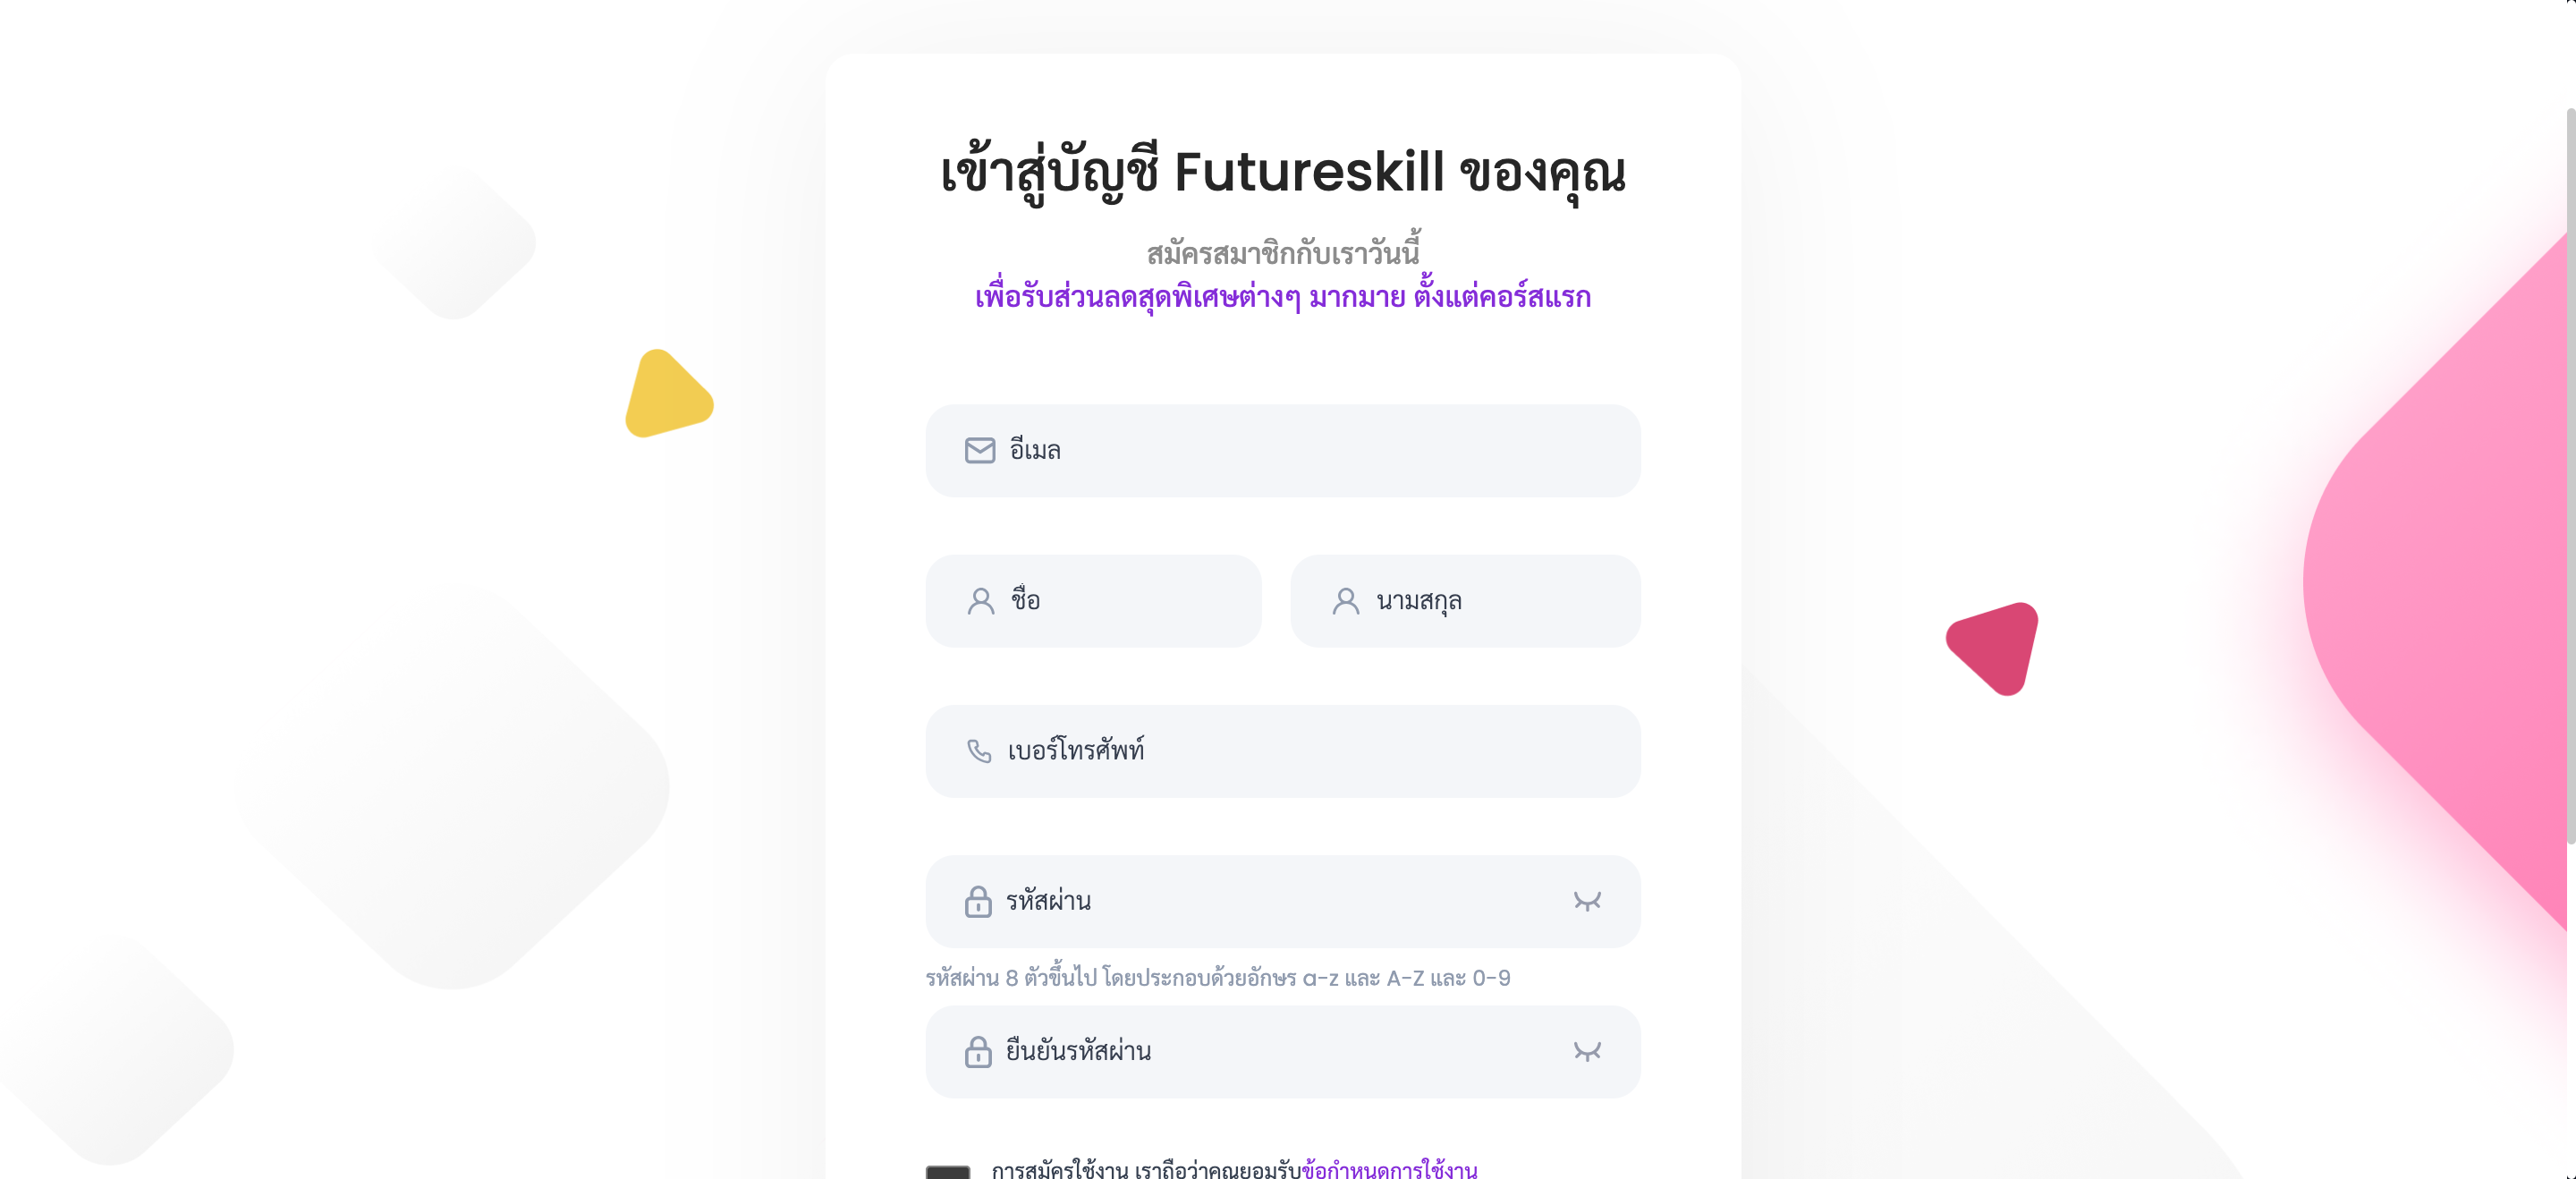 เข้าสู่บัญชี Futureskill ของคุณ
สมัครสมาชิกกับเราวันนี้
เพื่อรับส่วนลดสุดพิเศษต่างๆ มากมาย ตั้งแต่คอร์สแรก
อีเมล
ชื่อ
นามสกุล
เบอร์โทรศัพท์
รหัสผ่าน
รหัสผ่าน 8 ตัวขึ้นไป โดยประกอบด้วยอักษร a-z และ A-Z และ 0-9
ยืนยันรหัสผ่าน
การสมัครใช้งาน เราถือว่าคุณยอมรับข้อกำหนดการใช้งาน